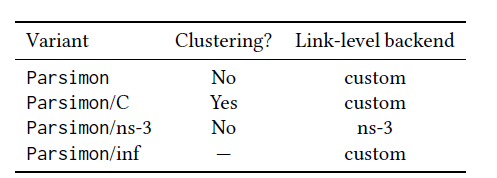 Variant Clustering? Link-level backend
Parsimon No custom
Parsimon/C Yes custom
Parsimon/ns-3 No ns-3
Parsimon/inf — custom